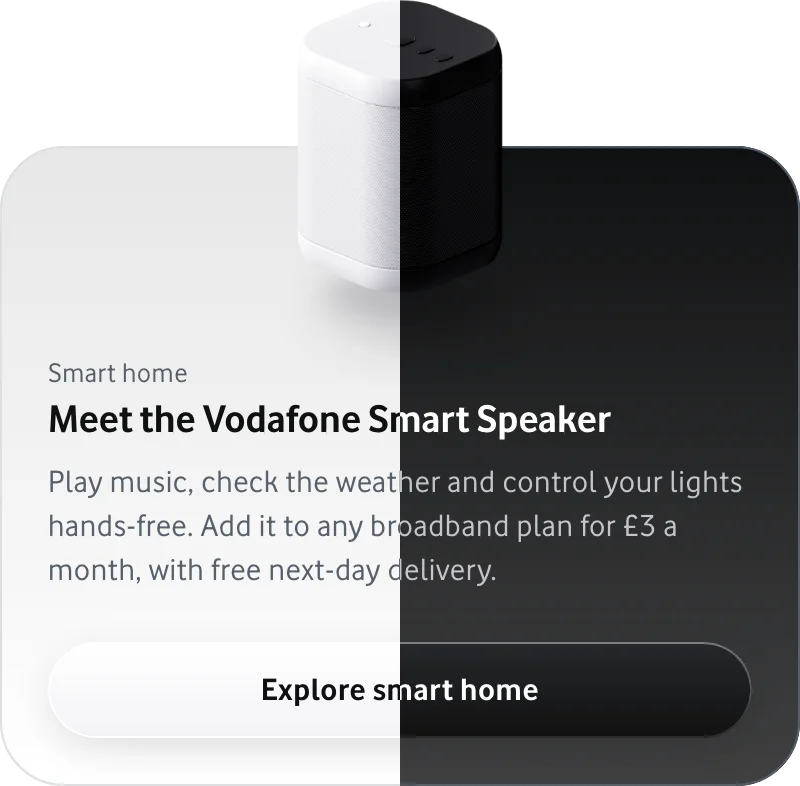 Smart home
Meet the Vodafone Smart Speaker
Play music, check the weather and control your lights
hands-free. Add it to any broadband plan for £3 a
month, with free next-day delivery.
Explore smart home